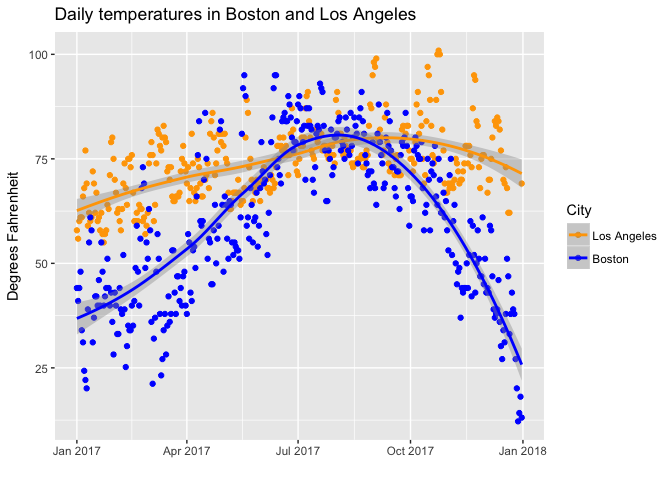 Daily temperatures in Boston and Los Angeles
100
75
50
25
Degrees Fahrenheit
Jan 2017
Apr 2017
Jul 2017
Oct 2017
Jan 2018
City
Los Angeles
Boston